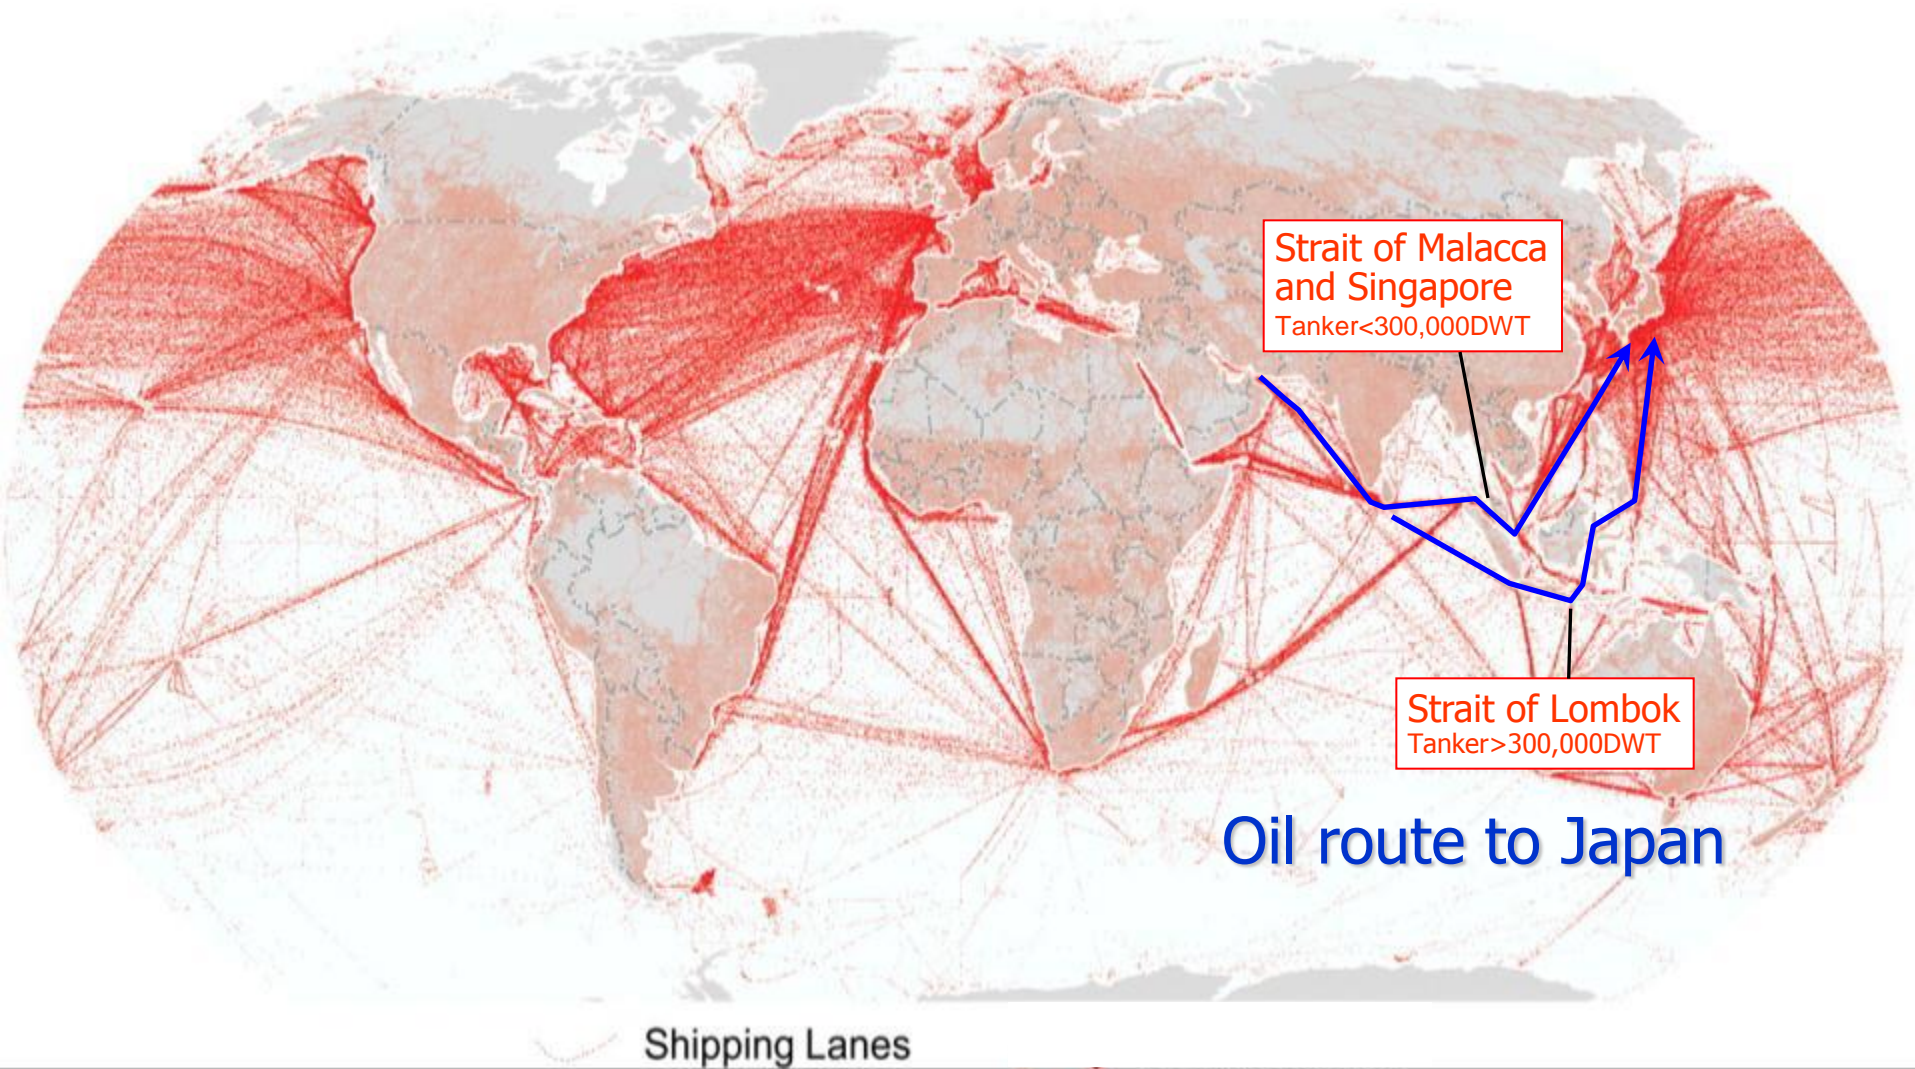 Strait of Malacca
and Singapore
Tanker<300,000DWT
Strait of Lombok
Tanker>300,000DWT
Oil route to Japan
Shipping Lanes